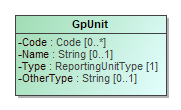 GpUnit
-Code : Code [0..*]
-Name : String [0..1]
-Type : ReportingUnitType [1]
-OtherType : String [0..1]